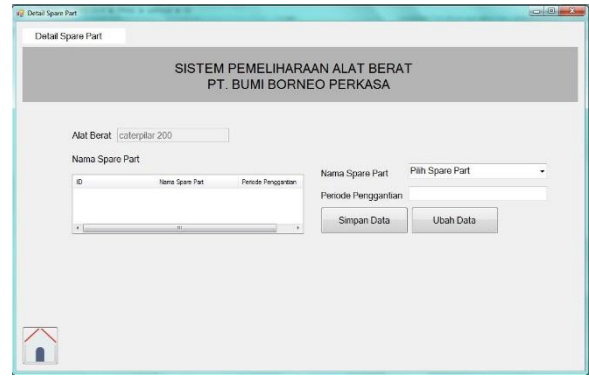 Detail Spare Part
Detail Spare Part
SISTEM PEMELIHARAAN ALAT BERAT
PT. BUMI BORNEO PERKASA
Alat Berat caterpilar 200
Nama Spare Part
ID Nama Spare Part Periode Penggantian
Nama Spare Part Pilih Spare Part
Periode Penggantian
Simpan Data Ubah Data